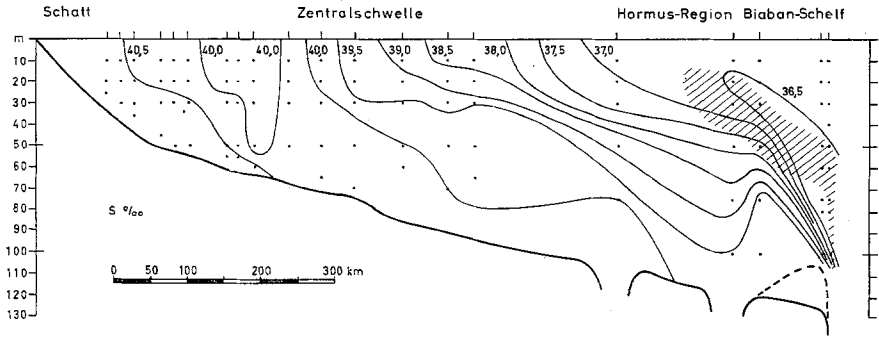 Schatt Zentralschwelle Hormus-Region Biaban-Schelf
m
40,5 40,0 40,0 40,0 39,5 39,0 38,5 38,0 37,5 37,0
10
20
36,5
30
40
50
60
70
80
S ‰
90
100
0 50 100 200 300 km
110
120
130